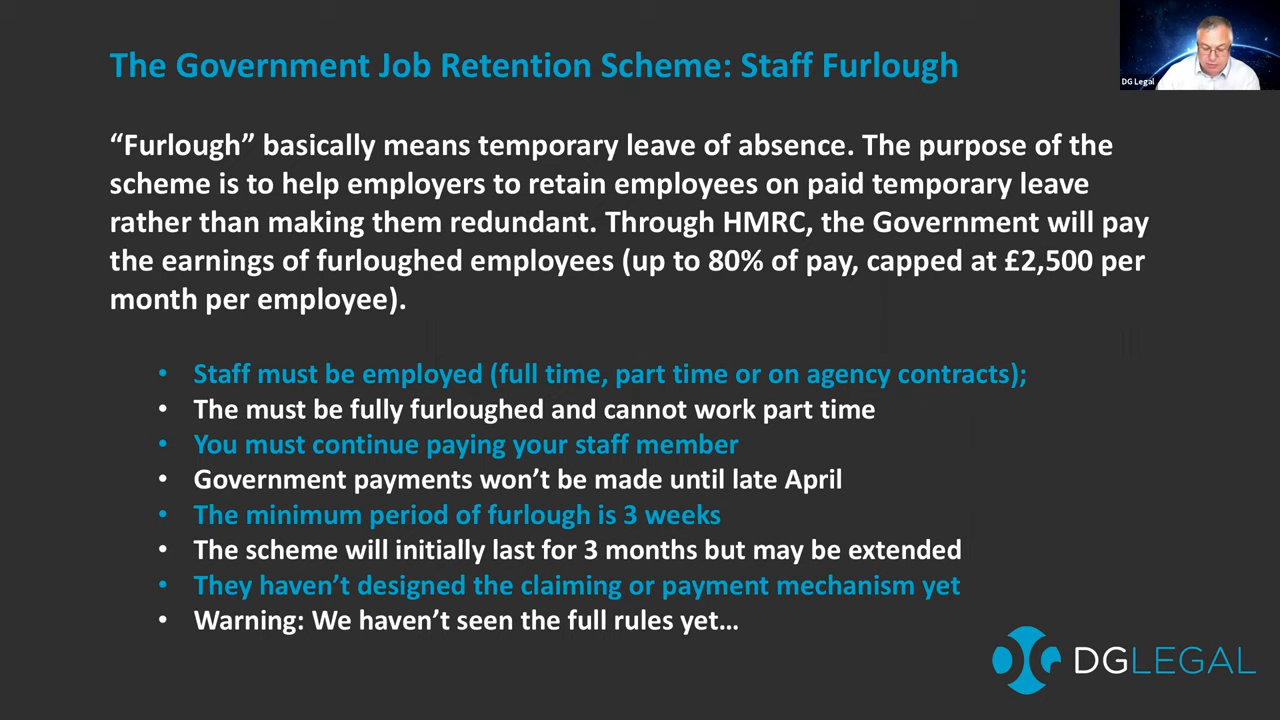 The Government Job Retention Scheme: Staff Furlough
DG Legal
“Furlough” basically means temporary leave of absence. The purpose of the
scheme is to help employers to retain employees on paid temporary leave
rather than making them redundant. Through HMRC, the Government will pay
the earnings of furloughed employees (up to 80% of pay, capped at £2,500 per
month per employee).
• Staff must be employed (full time, part time or on agency contracts);
• The must be fully furloughed and cannot work part time
• You must continue paying your staff member
• Government payments won’t be made until late April
• The minimum period of furlough is 3 weeks
• The scheme will initially last for 3 months but may be extended
• They haven’t designed the claiming or payment mechanism yet
• Warning: We haven’t seen the full rules yet…
DGLEGAL